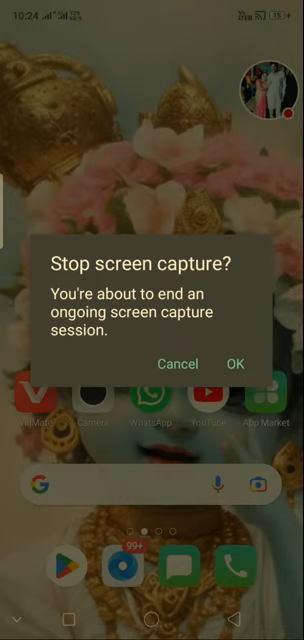 10:24
Stop screen capture?
You're about to end an
ongoing screen capture
session.
Cancel OK
VidMate Camera WhatsApp YouTube App Market
G
99+